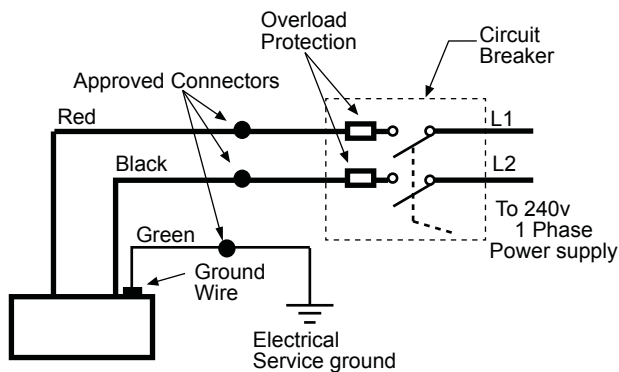 Overload
Protection
Circuit
Breaker
Approved Connectors
Red
L1
Black
L2
To 240v
1 Phase
Power supply
Green
Ground
Wire
Electrical
Service ground